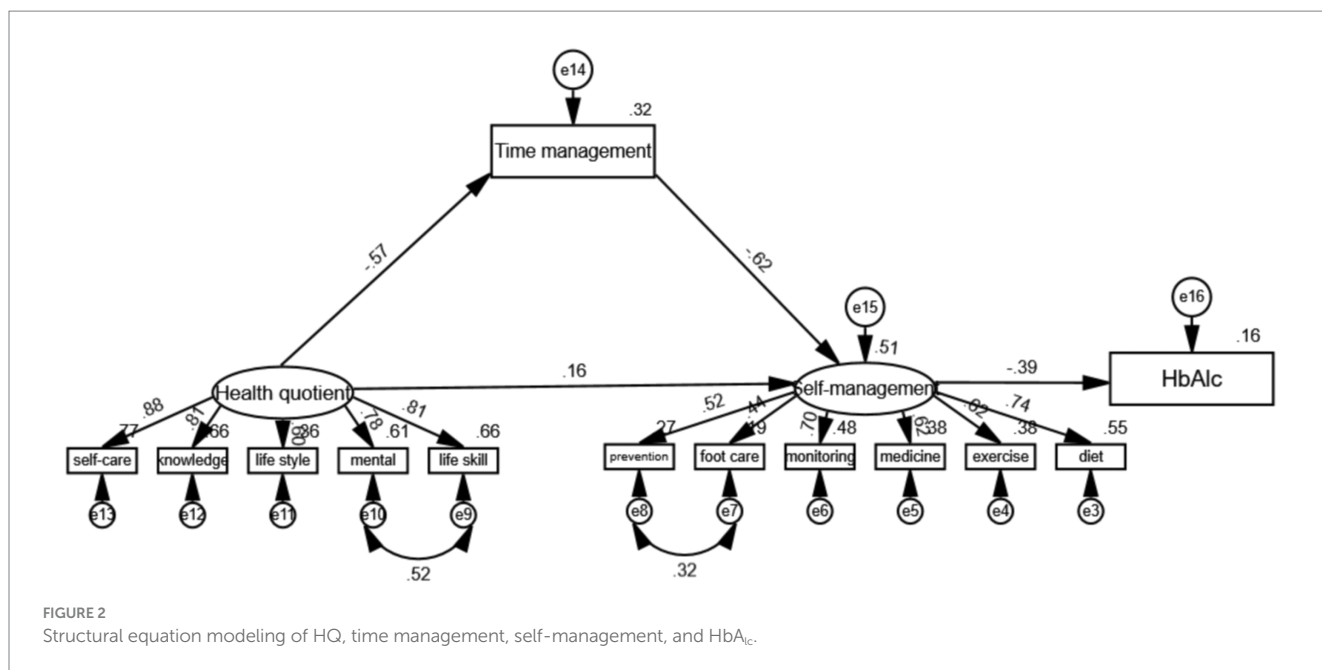 e14
.32
Time management
-.57
-.62
e15
e16
.51
.16
Health quotient
.16
Self-management
-.39
HbAlc
.88
.81
.60
.78
.81
.52
.44
.70
.62
.62
.74
.77
.66
.36
.61
.66
.27
.19
.48
.38
.38
.55
self-care
knowledge
life style
mental
life skill
prevention
foot care
monitoring
medicine
exercise
diet
e13
e12
e11
e10
e9
e8
e7
e6
e5
e4
e3
.52
.32
FIGURE 2
Structural equation modeling of HQ, time management, self-management, and HbAlc.